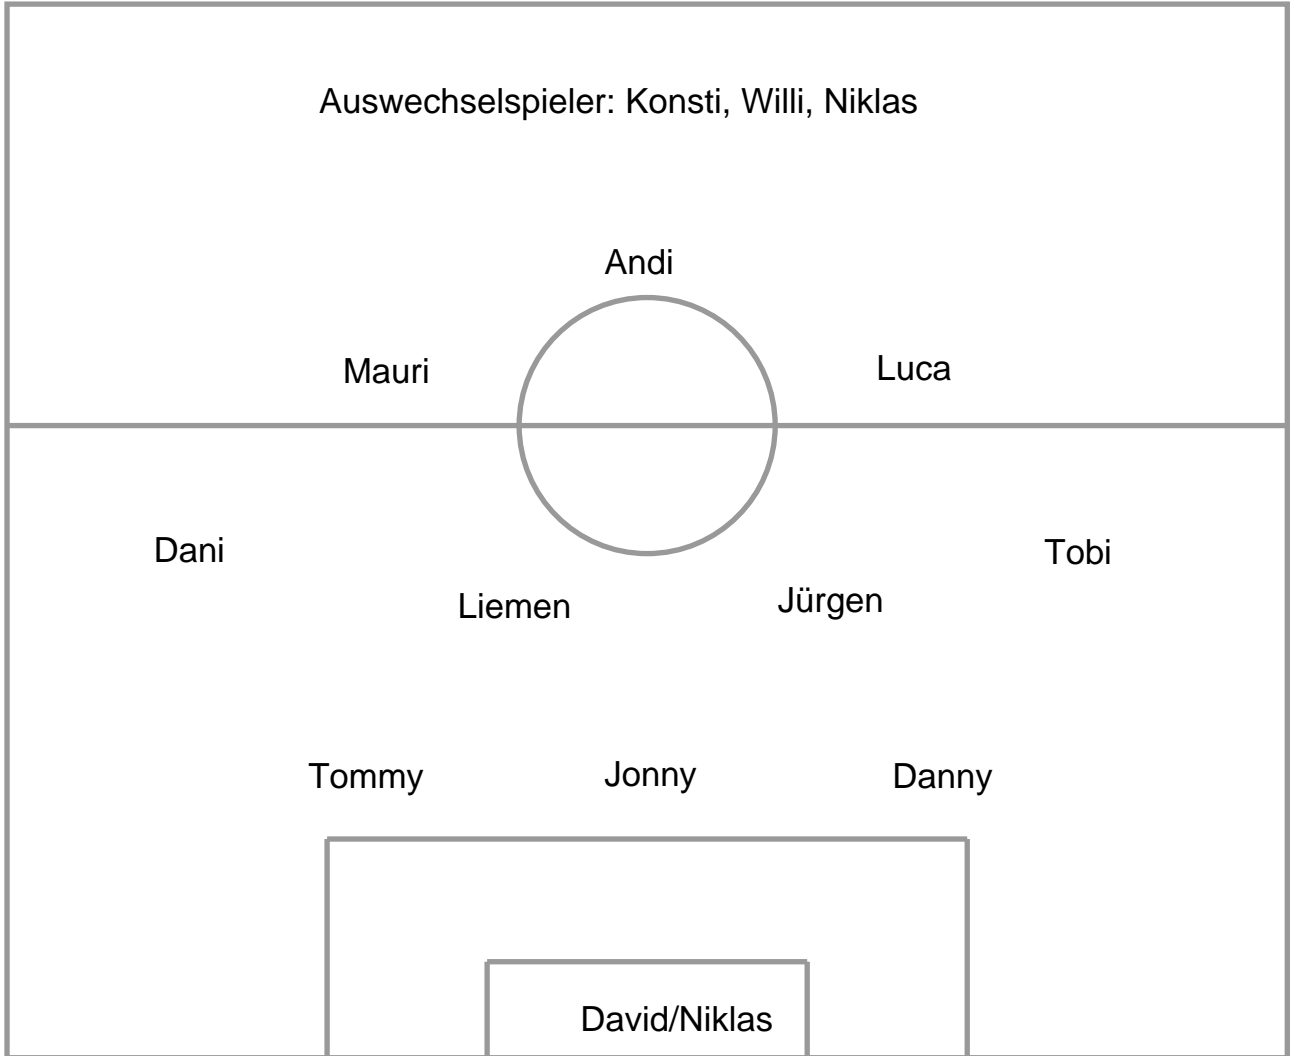 Auswechselspieler: Konsti, Willi, Niklas
Andi
Mauri
Luca
Dani
Tobi
Liemen
Jürgen
Tommy
Jonny
Danny
David/Niklas